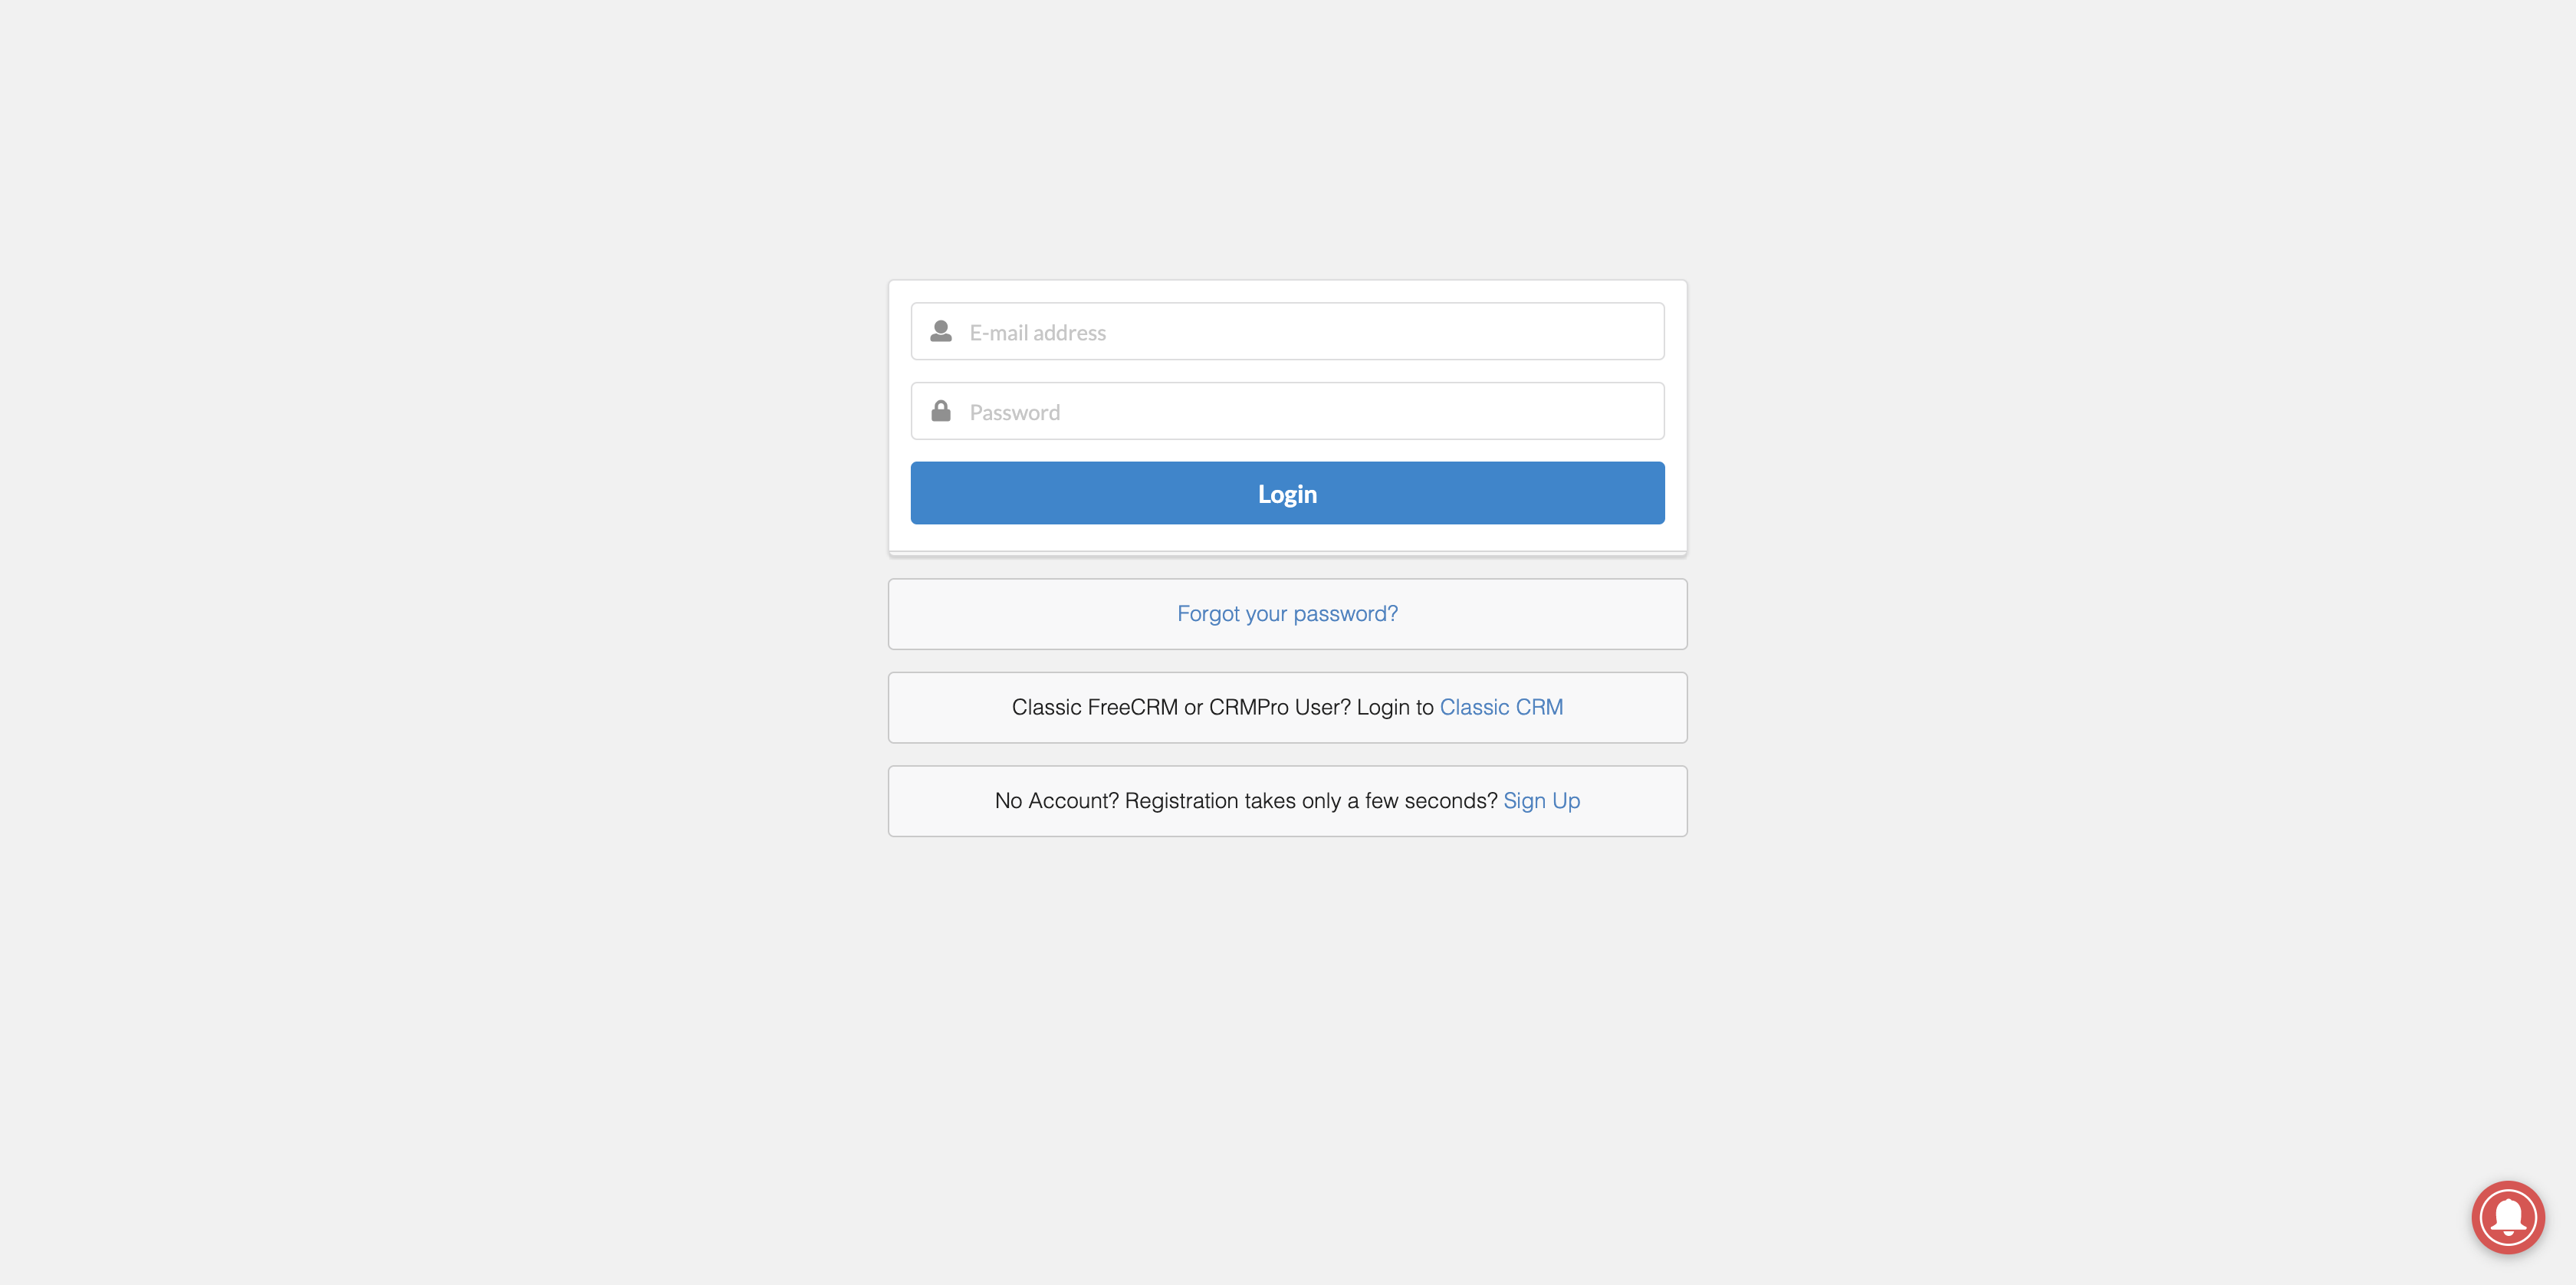 E-mail address
Password
Login
Forgot your password?
Classic FreeCRM or CRMPro User? Login to Classic CRM
No Account? Registration takes only a few seconds? Sign Up